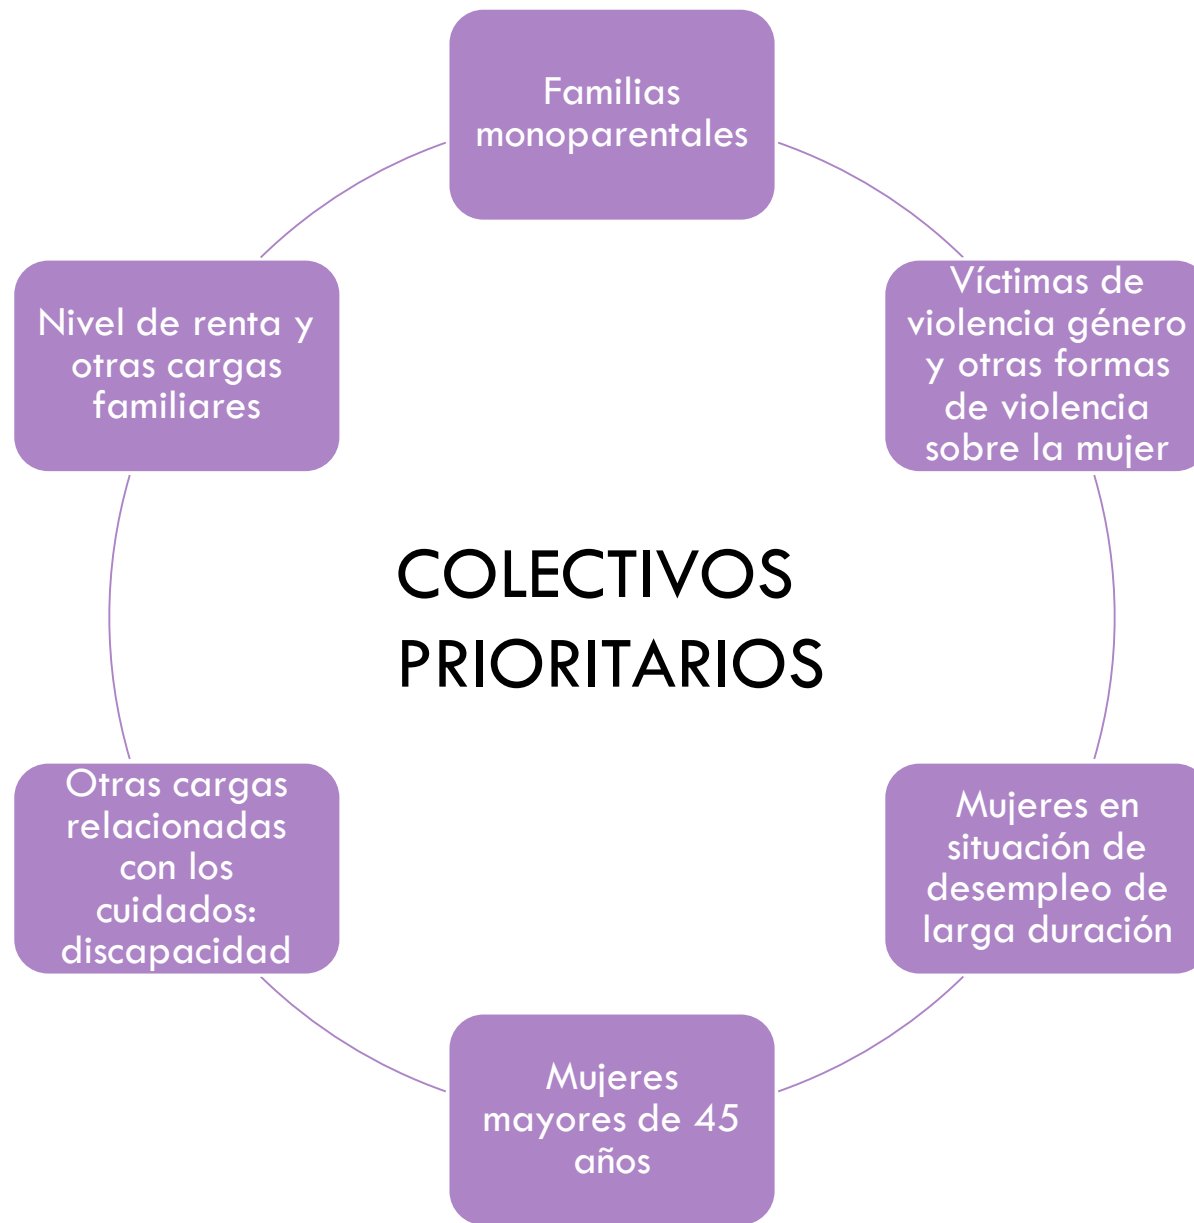 Familias
monoparentales
Víctimas de
violencia género
y otras formas
de violencia
sobre la mujer
Mujeres en
situación de
desempleo de
larga duración
Mujeres
mayores de 45
años
Otras cargas
relacionadas
con los
cuidados:
discapacidad
Nivel de renta y
otras cargas
familiares
COLECTIVOS
PRIORITARIOS